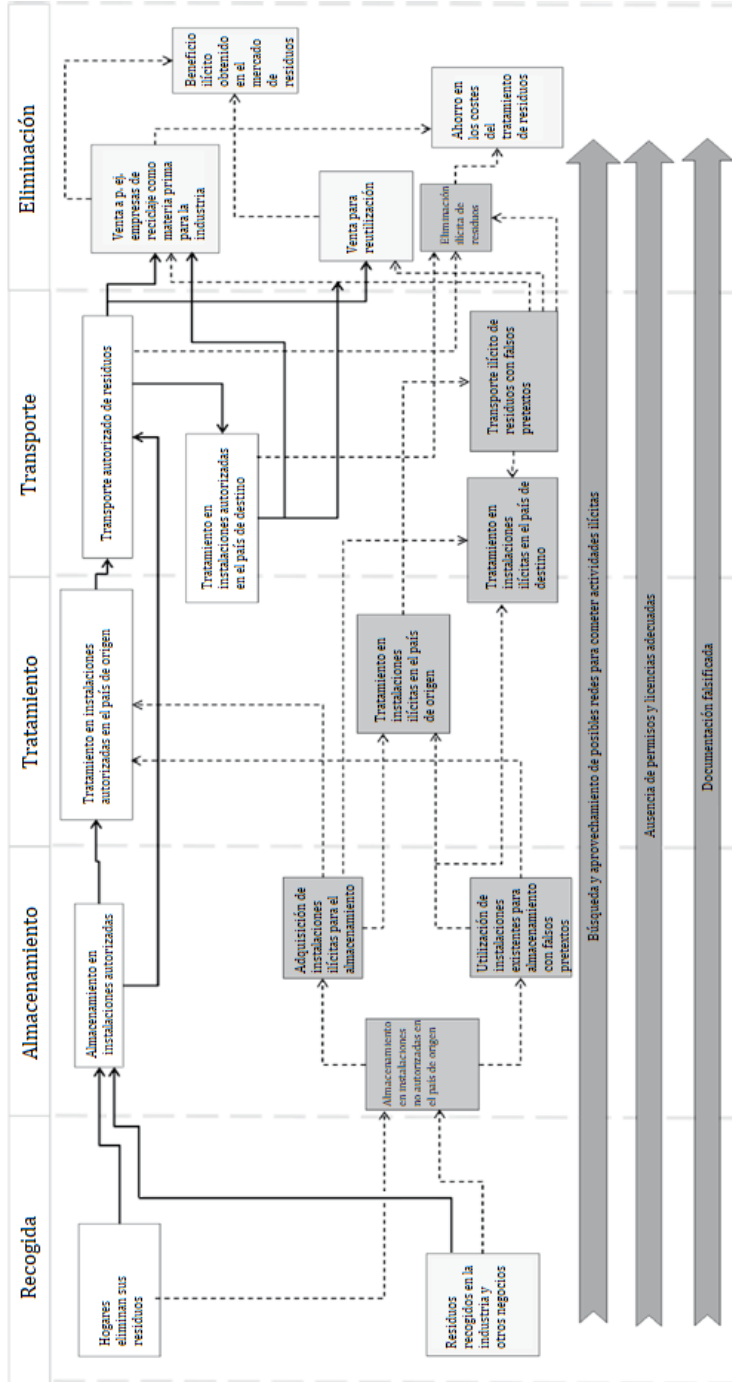 Recogida
Almacenamiento
Tratamiento
Transporte
Eliminación
Hogares
eliminan sus
residuos
Residuos
recogidos en la
industria y
otros negocios
Almacenamiento en
instalaciones autorizadas
Almacenamiento
en instalaciones
no autorizadas en
el país de origen
Adquisición de
instalaciones
ilícitas para el
almacenamiento
Utilización de
instalaciones
existentes para
almacenamiento
con falsos
pretextos
Tratamiento en instalaciones
autorizadas en el país de origen
Tratamiento en
instalaciones
ilícitas en el país
de origen
Transporte autorizado de residuos
Tratamiento en
instalaciones autorizadas
en el país de destino
Tratamiento en
instalaciones
ilícitas en el país de
destino
Transporte ilícito de
residuos con falsos
pretextos
Venta a p. ej.
empresas de
reciclaje como
materia prima
para la
industria
Venta para
reutilización
Eliminación
ilícita de
residuos
Beneficio
ilícito
obtenido
en el
mercado
de
residuos
Ahorro en
los costes
del
tratamiento
de residuos
Búsqueda y aprovechamiento de posibles redes para cometer actividades ilícitas
Ausencia de permisos y licencias adecuadas
Documentación falsificada